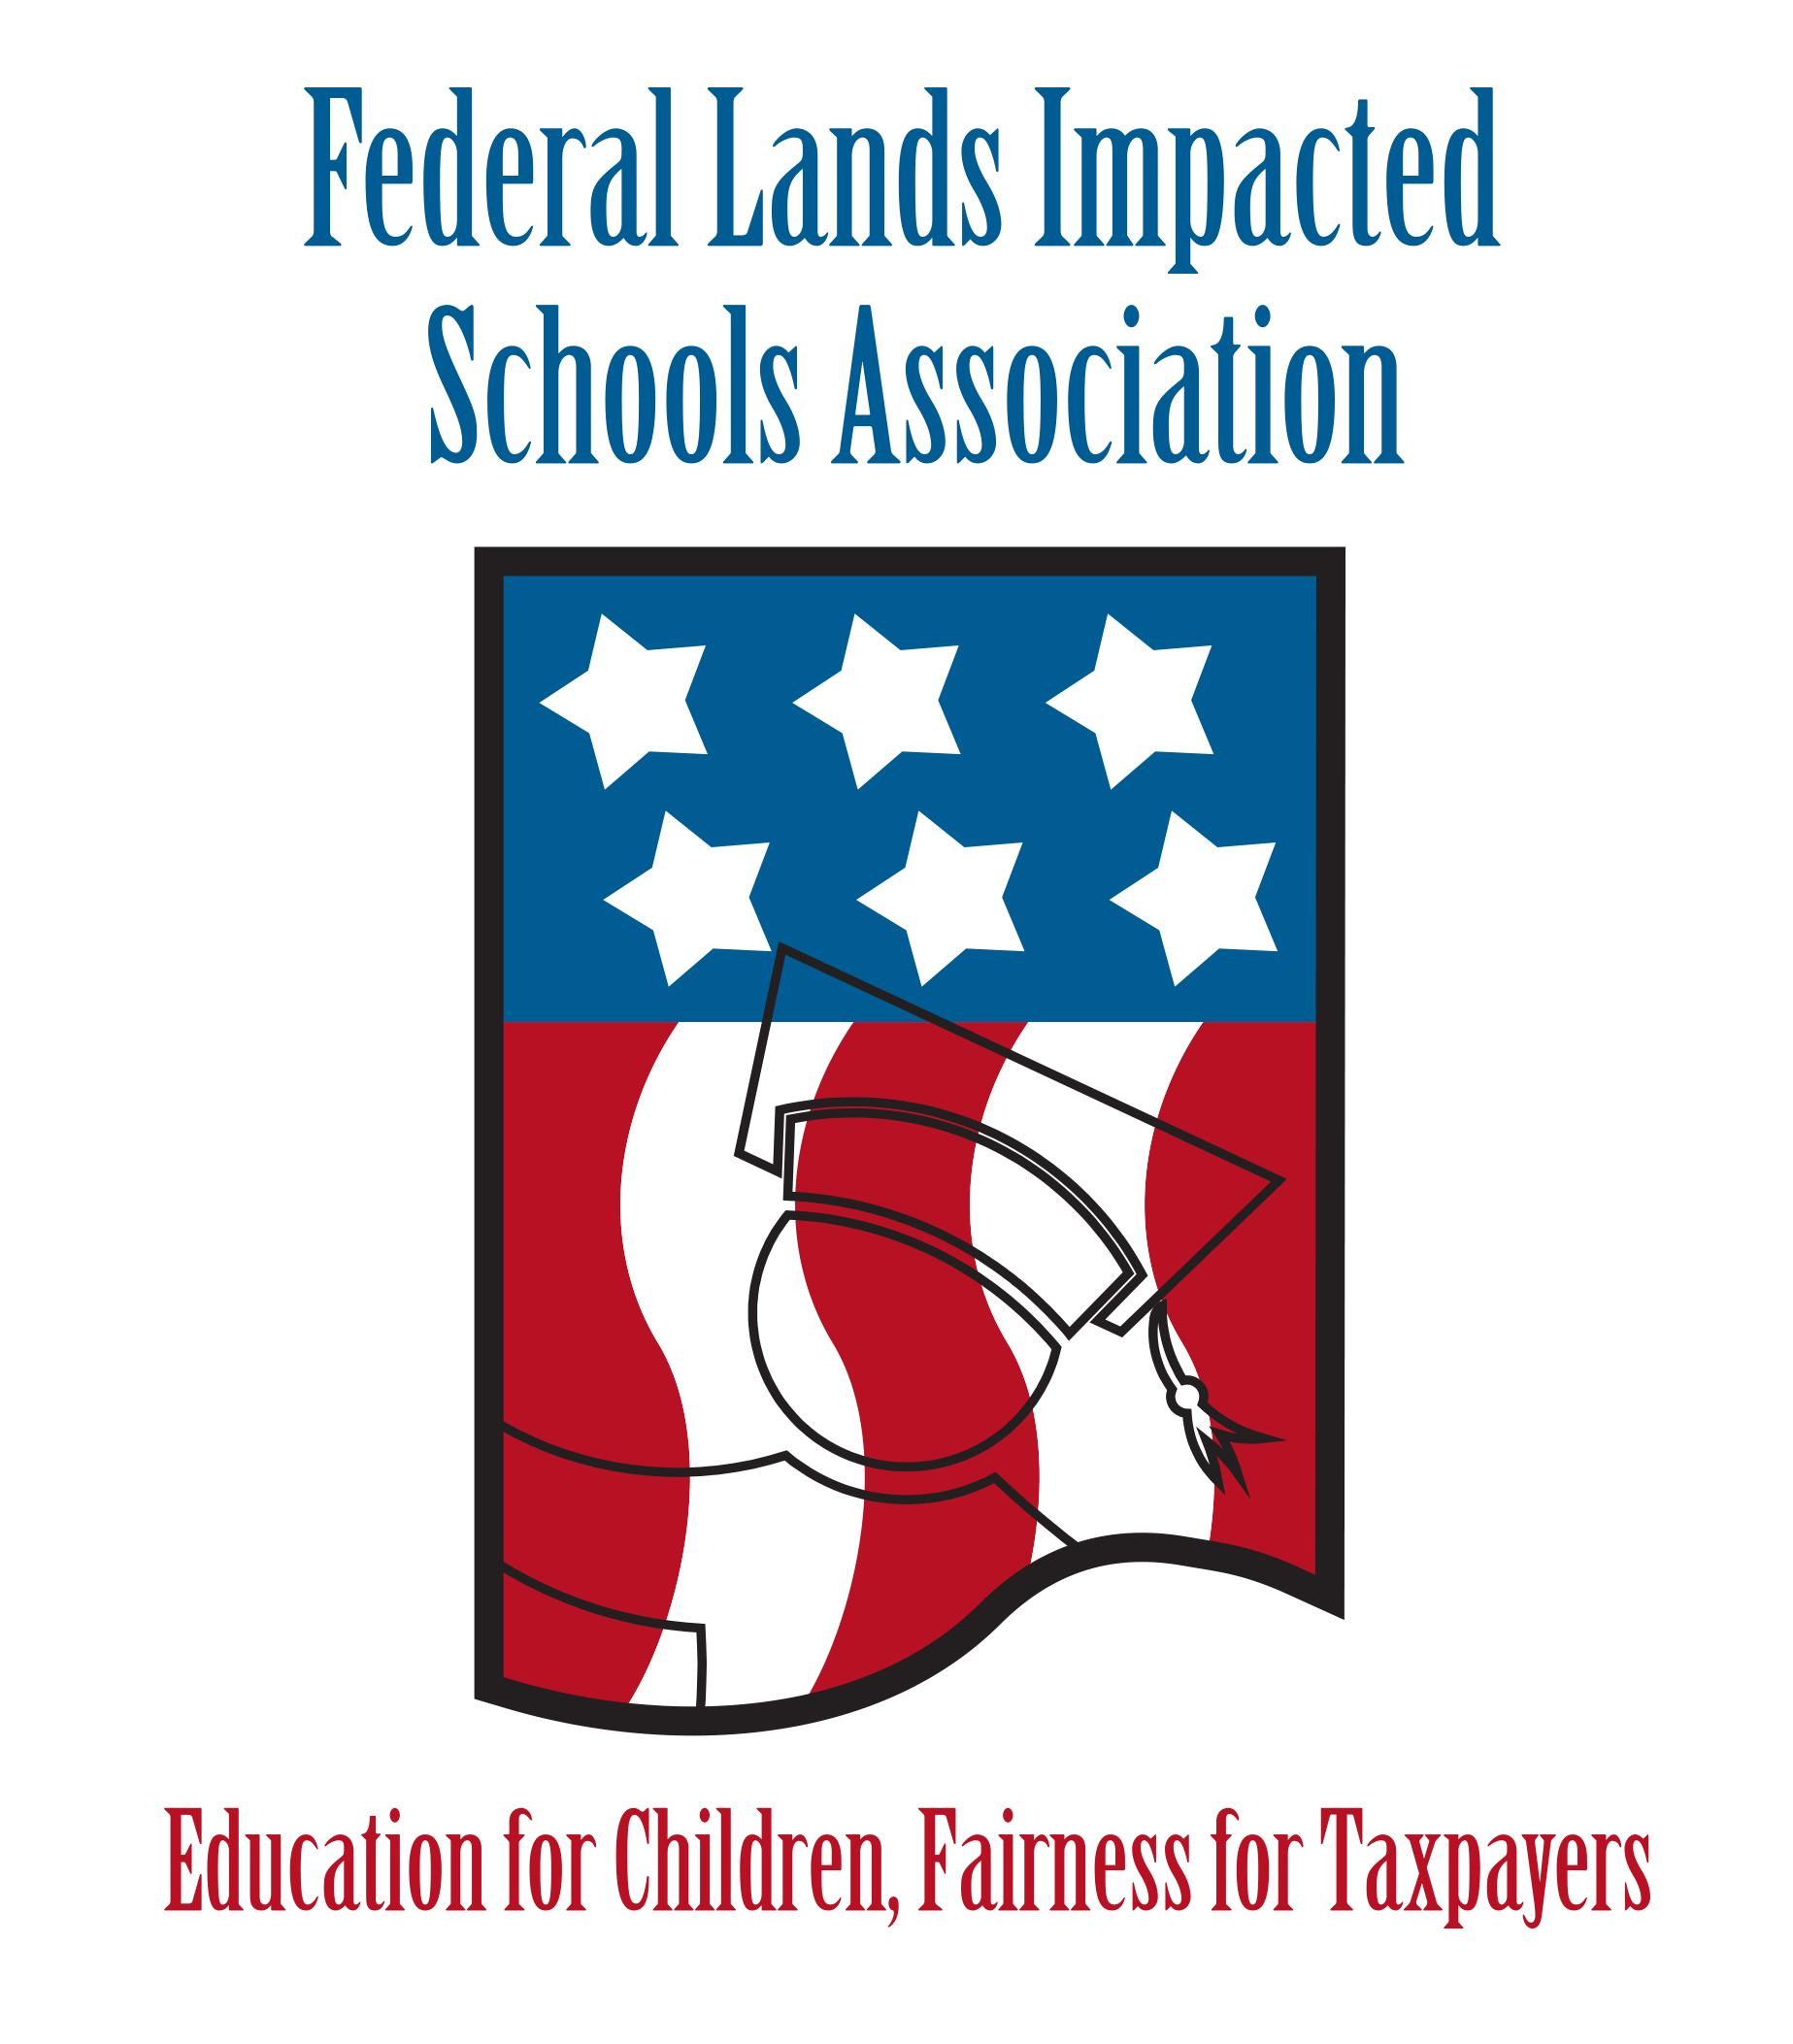 Federal Lands Impacted
Schools Association
Education for Children, Fairness for Taxpayers